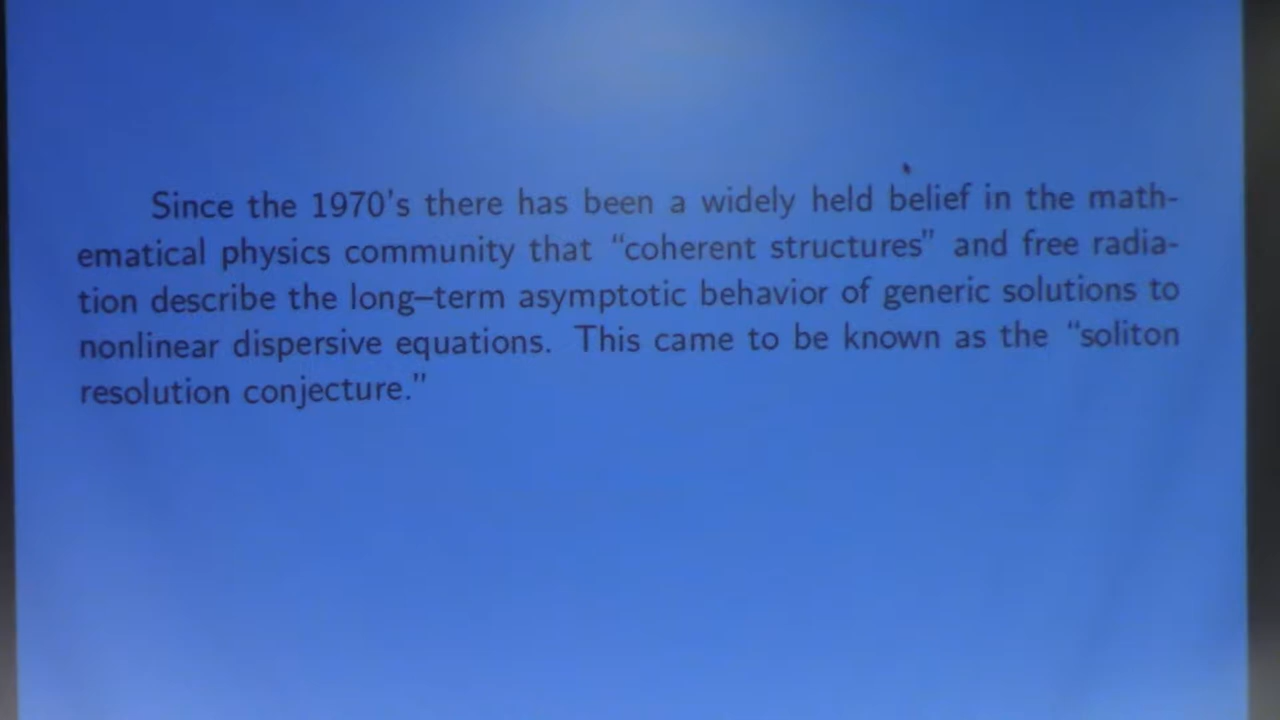 Since the 1970's there has been a widely held belief in the math-
ematical physics community that “coherent structures” and free radia-
tion describe the long–term asymptotic behavior of generic solutions to
nonlinear dispersive equations. This came to be known as the “soliton
resolution conjecture.”